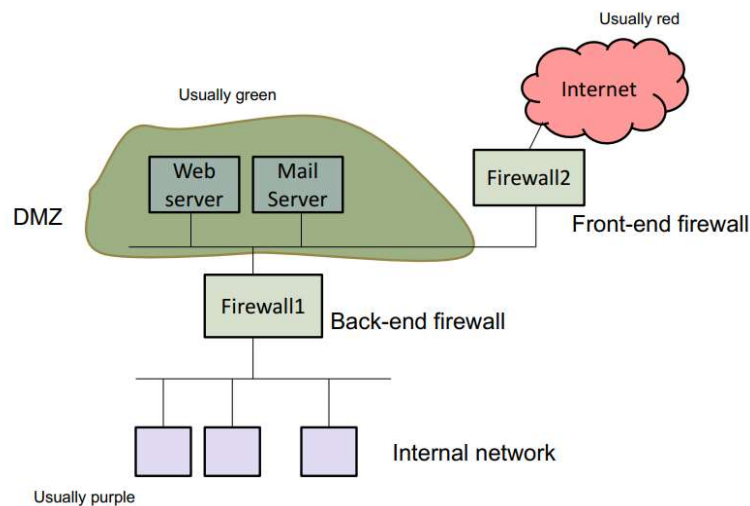 Usually red
Internet
Usually green
Web
server
Mail
Server
Firewall2
DMZ
Front-end firewall
Firewall1
Back-end firewall
Internal network
Usually purple